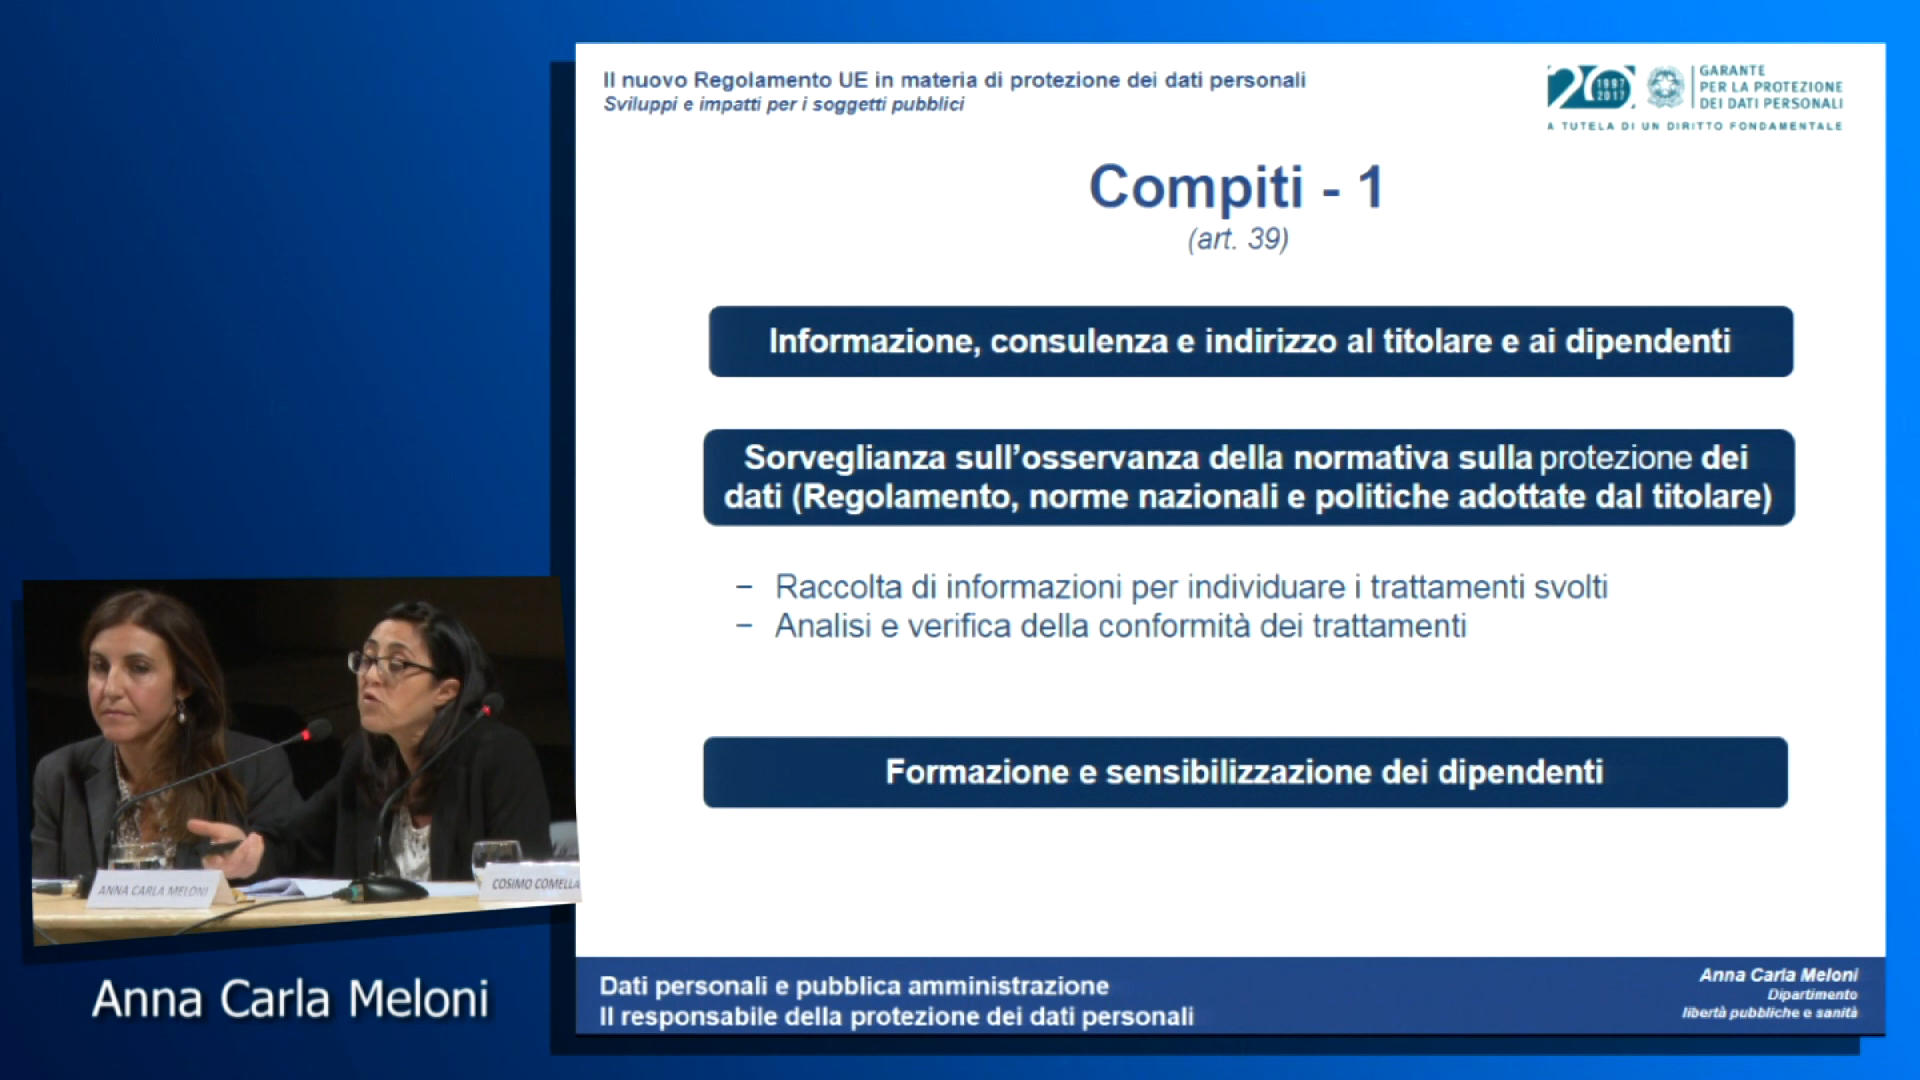 Il nuovo Regolamento UE in materia di protezione dei dati personali
Sviluppi e impatti per i soggetti pubblici
20
1997
2017
GARANTE
PER LA PROTEZIONE
DEI DATI PERSONALI
A TUTELA DI UN DIRITTO FONDAMENTALE
Compiti - 1
(art. 39)
Informazione, consulenza e indirizzo al titolare e ai dipendenti
Sorveglianza sull’osservanza della normativa sulla protezione dei
dati (Regolamento, norme nazionali e politiche adottate dal titolare)
– Raccolta di informazioni per individuare i trattamenti svolti
– Analisi e verifica della conformità dei trattamenti
Formazione e sensibilizzazione dei dipendenti
ANNA CARLA MELONI
COSIMO COMELLA
Anna Carla Meloni
Dati personali e pubblica amministrazione
Il responsabile della protezione dei dati personali
Anna Carla Meloni
Dipartimento
libertà pubbliche e sanità